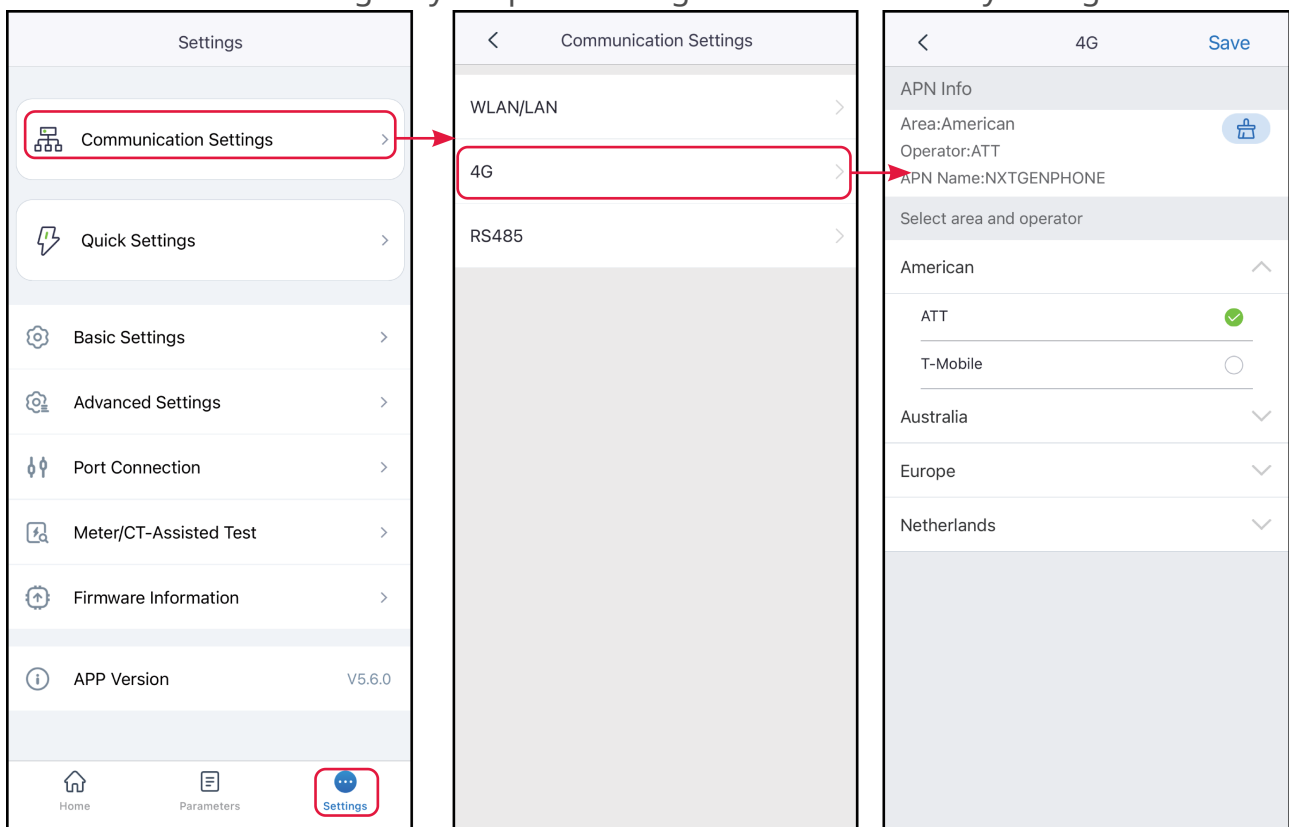 Settings
Communication Settings
Quick Settings
Basic Settings
Advanced Settings
Port Connection
Meter/CT-Assisted Test
Firmware Information
APP Version V5.6.0
Home Parameters Settings
Communication Settings
WLAN/LAN
4G
RS485
4G Save
APN Info
Area:American
Operator:ATT
APN Name:NXTGENPHONE
Select area and operator
American
ATT
T-Mobile
Australia
Europe
Netherlands